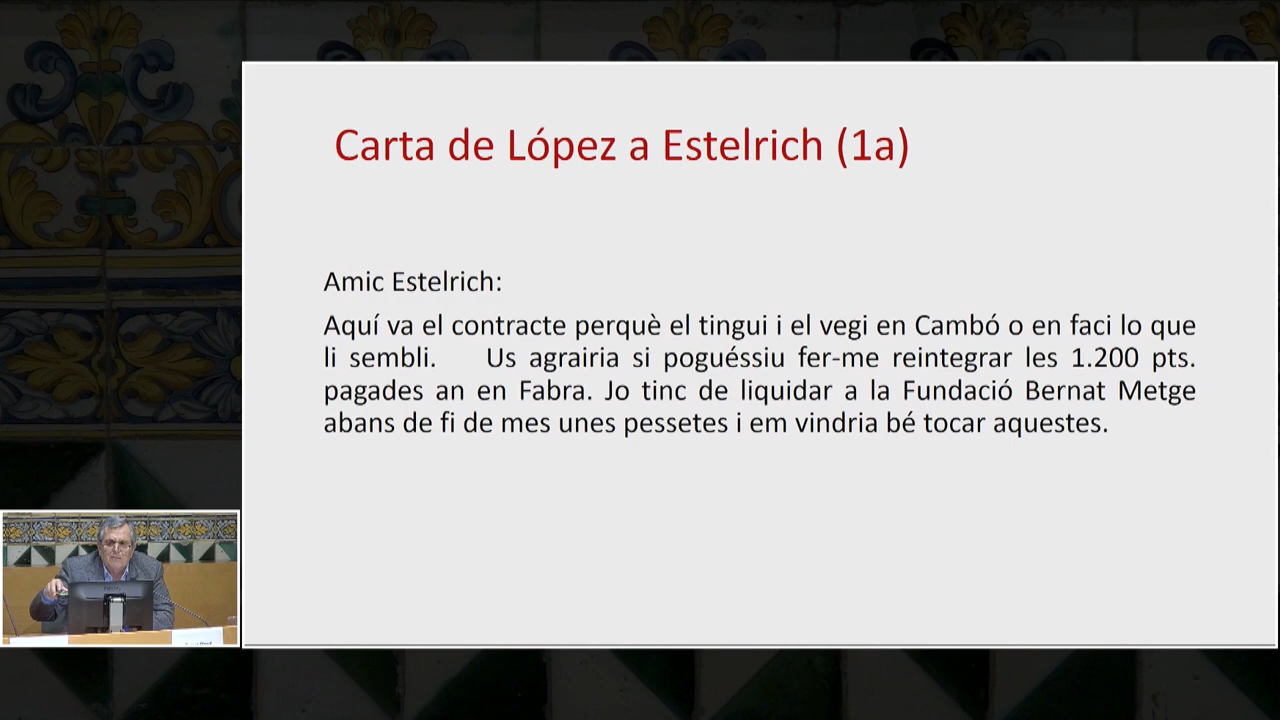 Carta de López a Estelrich (1a)
Amic Estelrich:
Aquí va el contracte perquè el tingui i el vegi en Cambó o en faci lo que
li sembli. Us agrairia si poguéssiu fer-me reintegrar les 1.200 pts.
pagades an en Fabra. Jo tinc de liquidar a la Fundació Bernat Metge
abans de fi de mes unes pessetes i em vindria bé tocar aquestes.